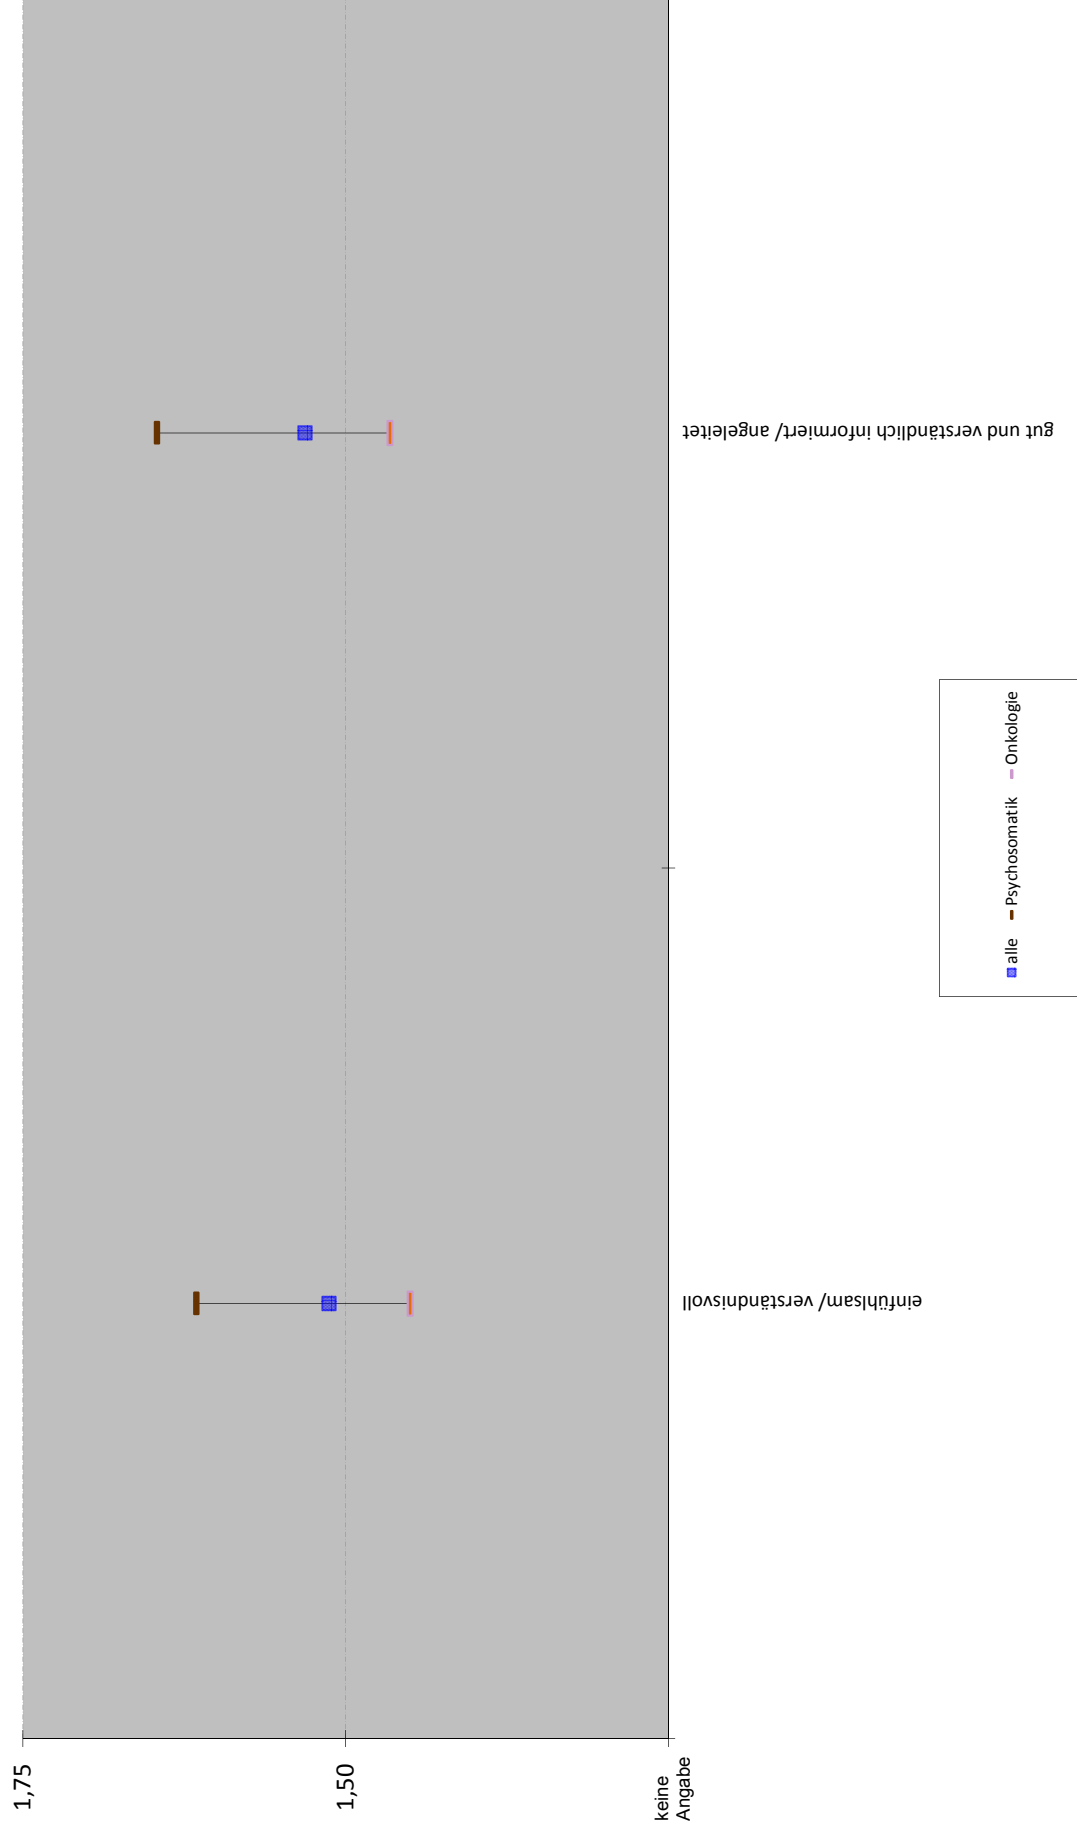 1,75
1,50
keine
Angabe
einfühlsam/ verständnisvoll
gut und verständlich informiert/ angeleitet
alle
Psychosomatik
Onkologie